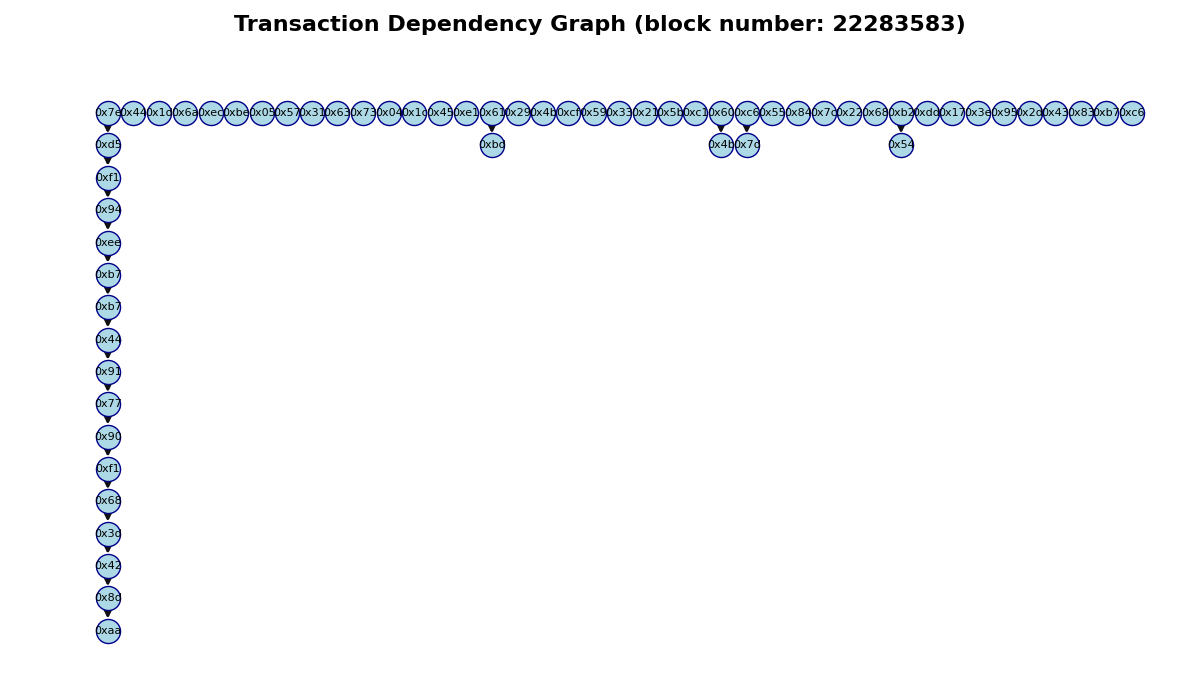 Transaction Dependency Graph (block number: 22283583)
0x7e 0x44 0x1d 0x6a 0xec 0xbe 0x05 0x57 0x31 0x63 0x73 0x04 0x1c 0x45 0xe1 0x61 0x29 0x4b 0xcf 0x59 0x33 0x21 0x5b 0xc1 0x60 0xc6 0x55 0x84 0x7c 0x22 0x68 0xb2 0xdd 0x17 0x3e 0x95 0x2d 0x43 0x83 0xb7 0xc6
0xd5 0xbd 0x4b 0x7d 0x54
0xf1
0x94
0xee
0xb7
0xb7
0x44
0x91
0x77
0x90
0xf1
0x68
0x3d
0x42
0x8d
0xaa